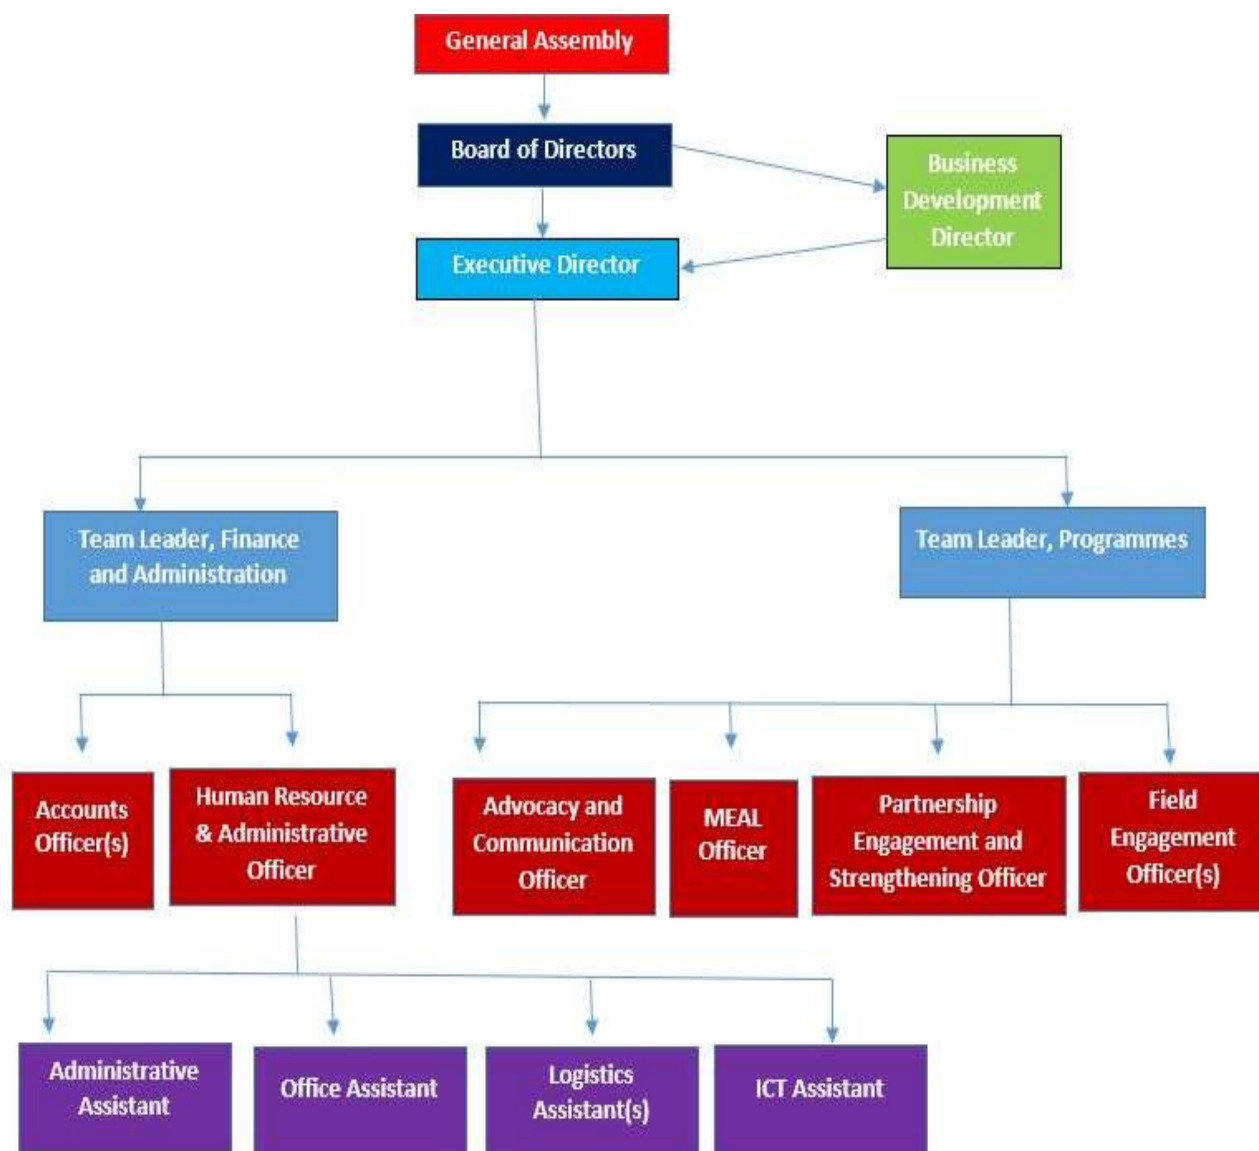 General Assembly
Board of Directors
Business
Development
Director
Executive Director
Team Leader, Finance
and Administration
Team Leader, Programmes
Accounts
Officer(s)
Human Resource
& Administrative
Officer
Advocacy and
Communication
Officer
MEAL
Officer
Partnership
Engagement and
Strengthening Officer
Field
Engagement
Officer(s)
Administrative
Assistant
Office Assistant
Logistics
Assistant(s)
ICT Assistant